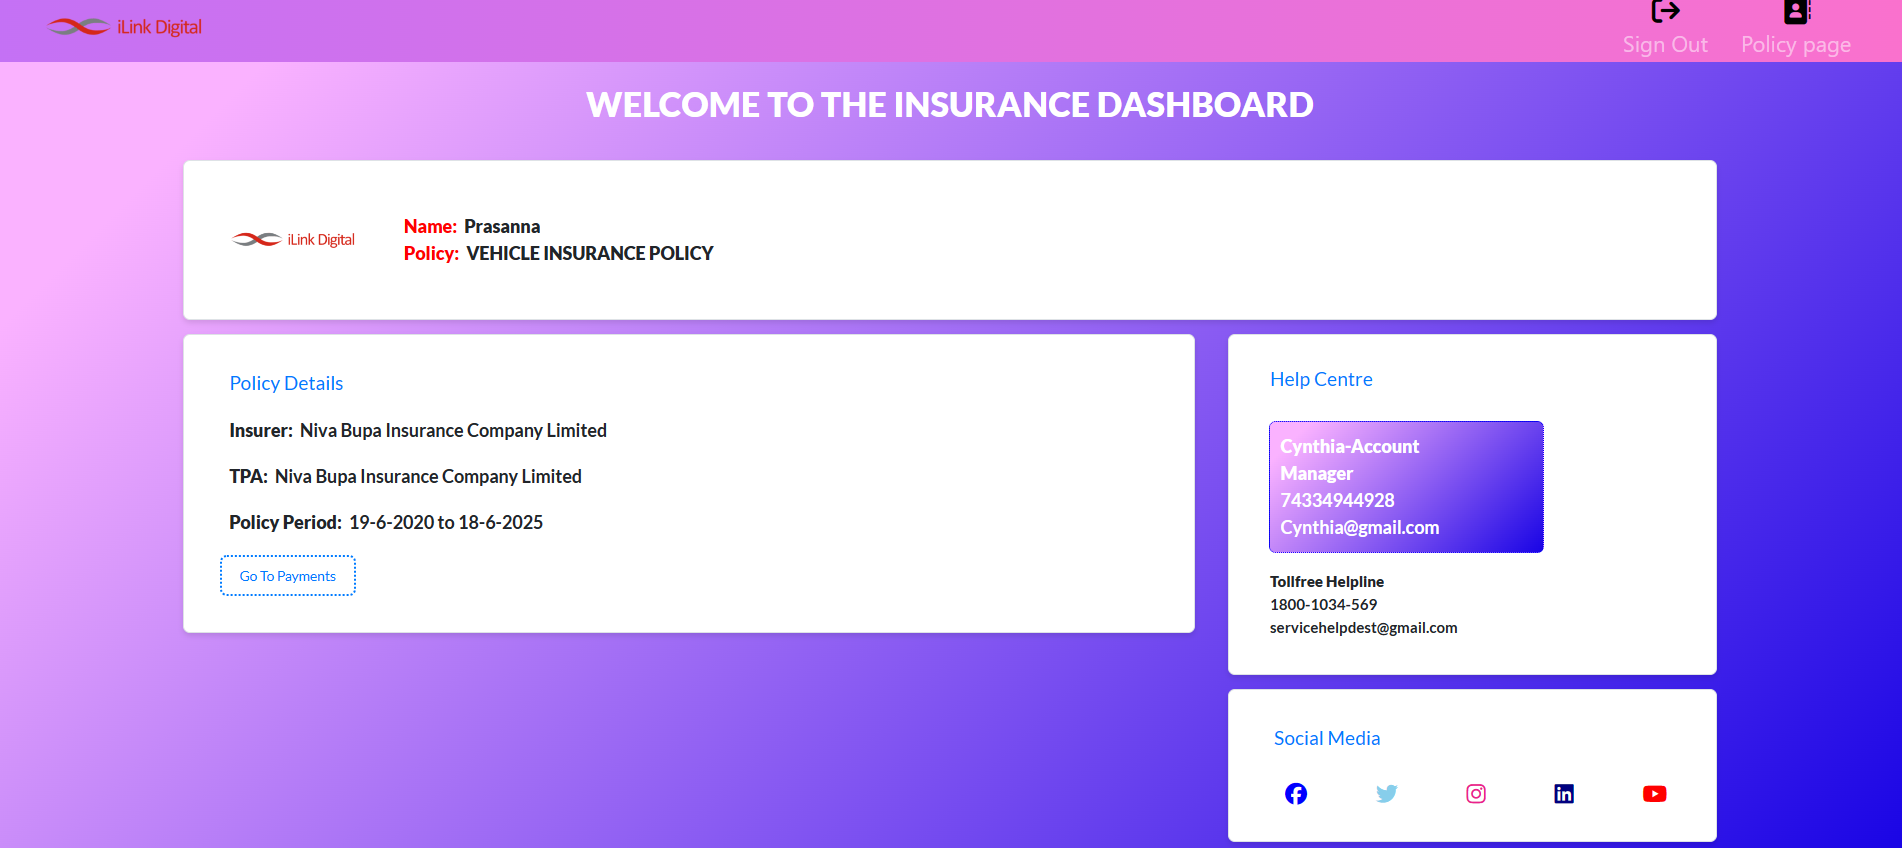 iLink Digital
Sign Out
Policy page
WELCOME TO THE INSURANCE DASHBOARD
iLink Digital
Name: Prasanna
Policy: VEHICLE INSURANCE POLICY
Policy Details
Insurer: Niva Bupa Insurance Company Limited
TPA: Niva Bupa Insurance Company Limited
Policy Period: 19-6-2020 to 18-6-2025
Go To Payments
Help Centre
Cynthia-Account
Manager
74334944928
Cynthia@gmail.com
Tollfree Helpline
1800-1034-569
servicehelpdest@gmail.com
Social Media